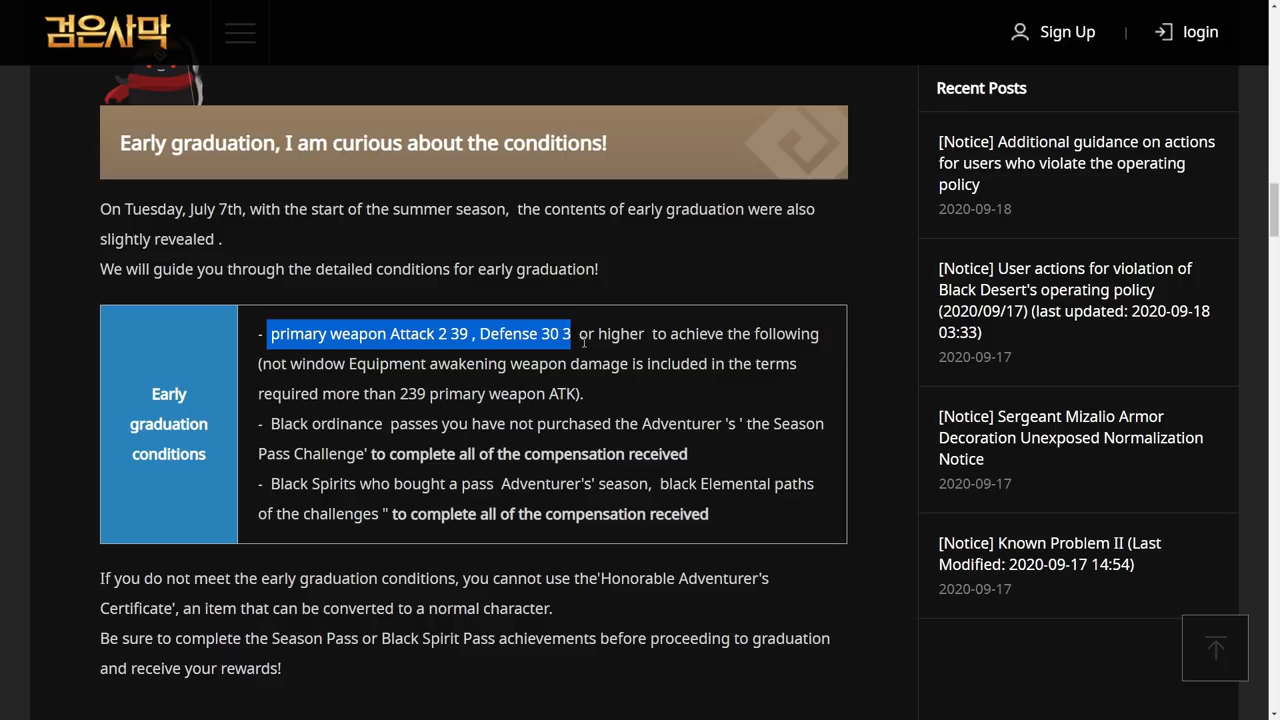 검은사막
Sign Up
login
Early graduation, I am curious about the conditions!
On Tuesday, July 7th, with the start of the summer season, the contents of early graduation were also
slightly revealed .
We will guide you through the detailed conditions for early graduation!
Early
graduation
conditions
- primary weapon Attack 2 39 , Defense 30 3 or higher to achieve the following
(not window Equipment awakening weapon damage is included in the terms
required more than 239 primary weapon ATK).
- Black ordinance passes you have not purchased the Adventurer 's ' the Season
Pass Challenge' to complete all of the compensation received
- Black Spirits who bought a pass Adventurer's' season, black Elemental paths
of the challenges " to complete all of the compensation received
If you do not meet the early graduation conditions, you cannot use the'Honorable Adventurer's
Certificate', an item that can be converted to a normal character.
Be sure to complete the Season Pass or Black Spirit Pass achievements before proceeding to graduation
and receive your rewards!
Recent Posts
[Notice] Additional guidance on actions
for users who violate the operating
policy
2020-09-18
[Notice] User actions for violation of
Black Desert's operating policy
(2020/09/17) (last updated: 2020-09-18
03:33)
2020-09-17
[Notice] Sergeant Mizalio Armor
Decoration Unexposed Normalization
Notice
2020-09-17
[Notice] Known Problem II (Last
Modified: 2020-09-17 14:54)
2020-09-17